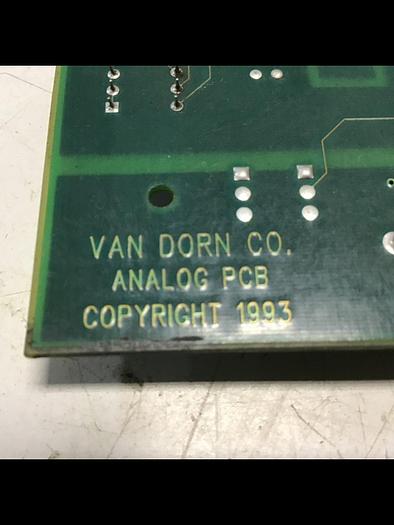 VAN DORN CO.
ANALOG PCB
COPYRIGHT 1993